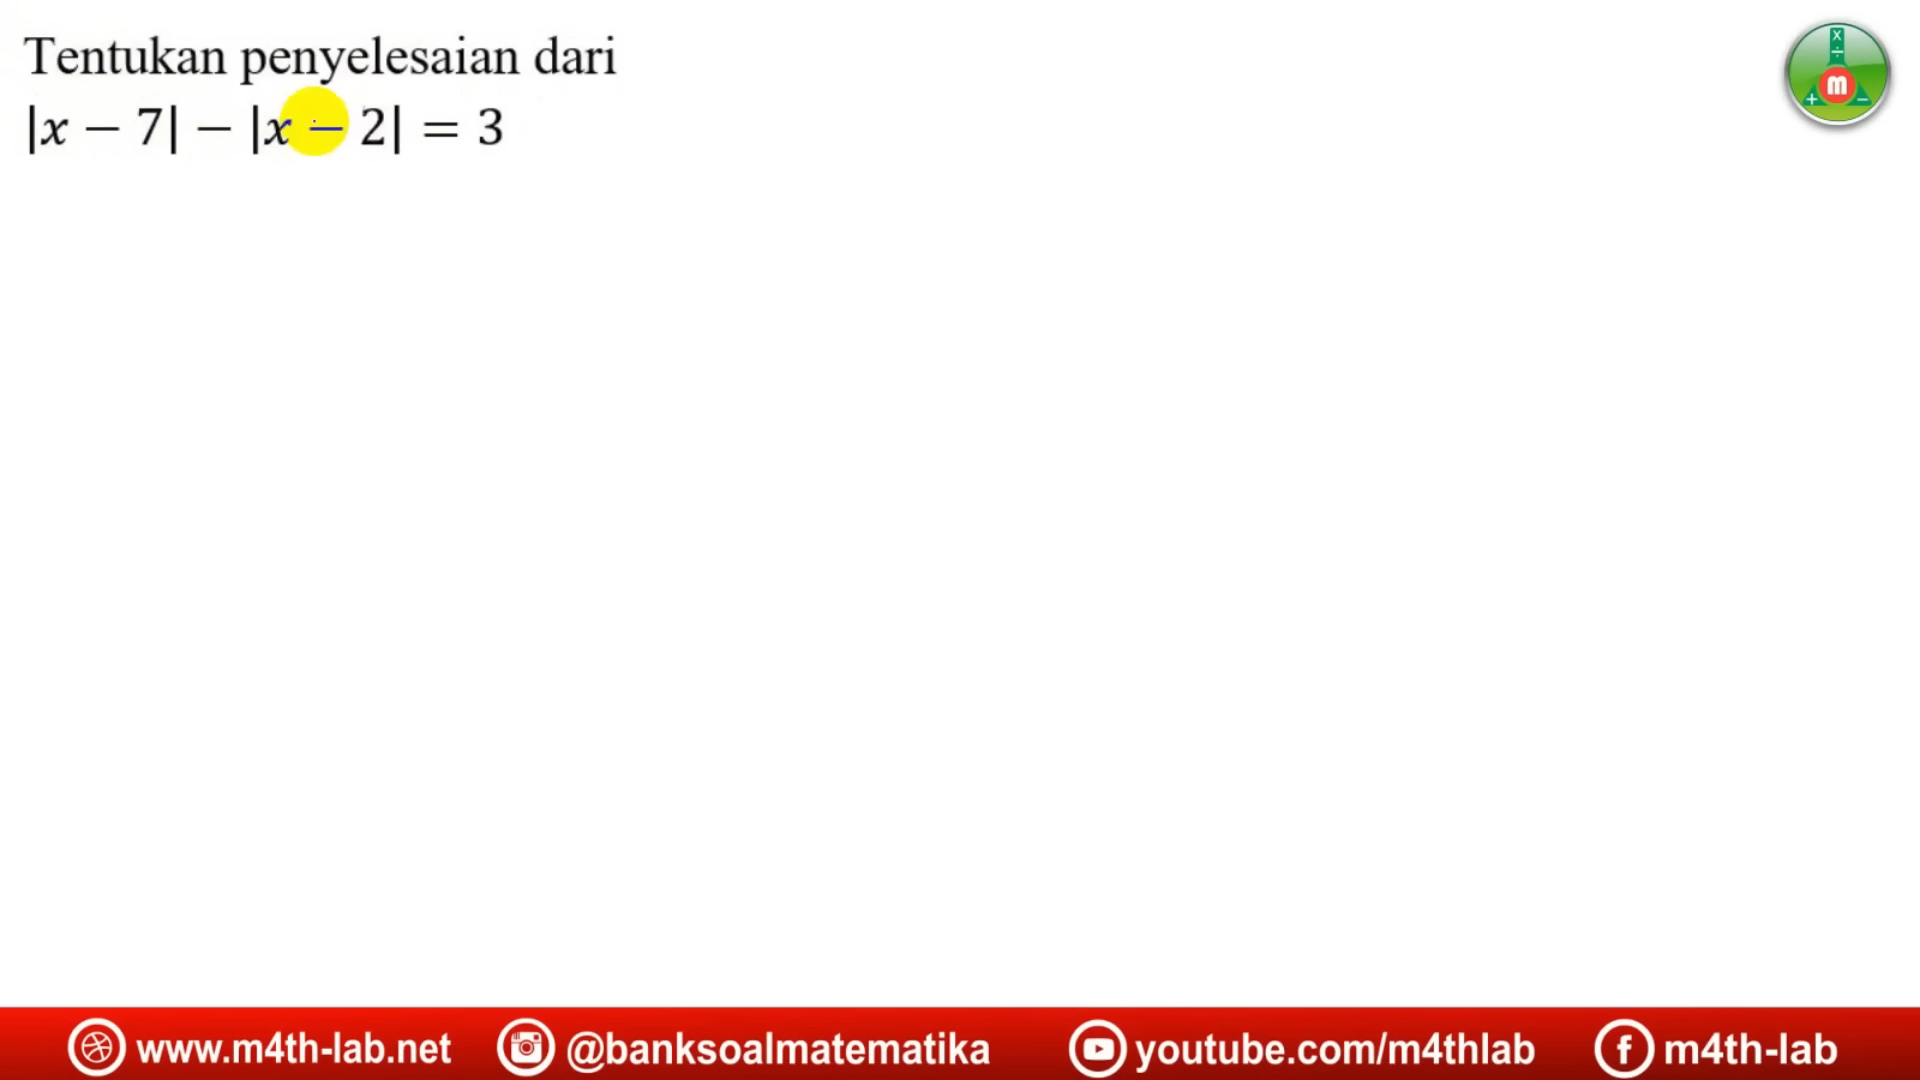 Tentukan penyelesaian dari
|x − 7| − |x − 2| = 3
x
÷
m
+ −
www.m4th-lab.net @banksoalmatematika youtube.com/m4thlab f m4th-lab